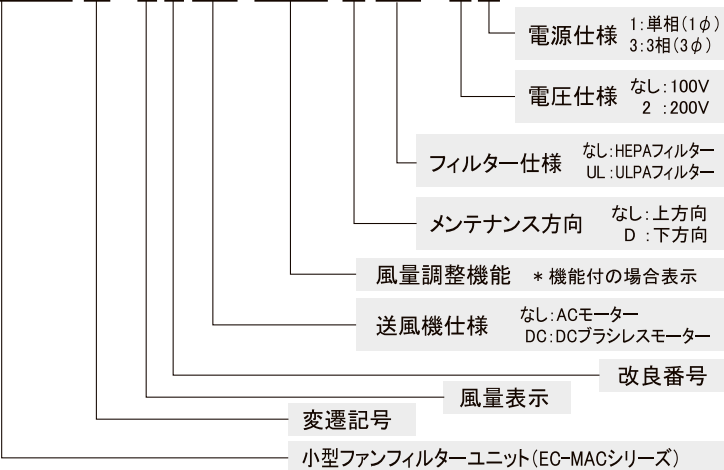 電源仕様 1:単相(1φ)
3:3相(3φ)
電圧仕様 なし:100V
2 :200V
フィルター仕様 なし:HEPAフィルター
UL:ULPAフィルター
メンテナンス方向 なし:上方向
D :下方向
風量調整機能 *機能付の場合表示
送風機仕様 なし:ACモーター
DC:DCブラシレスモーター
改良番号
風量表示
変遷記号
小型ファンフィルターユニット(EC-MACシリーズ)